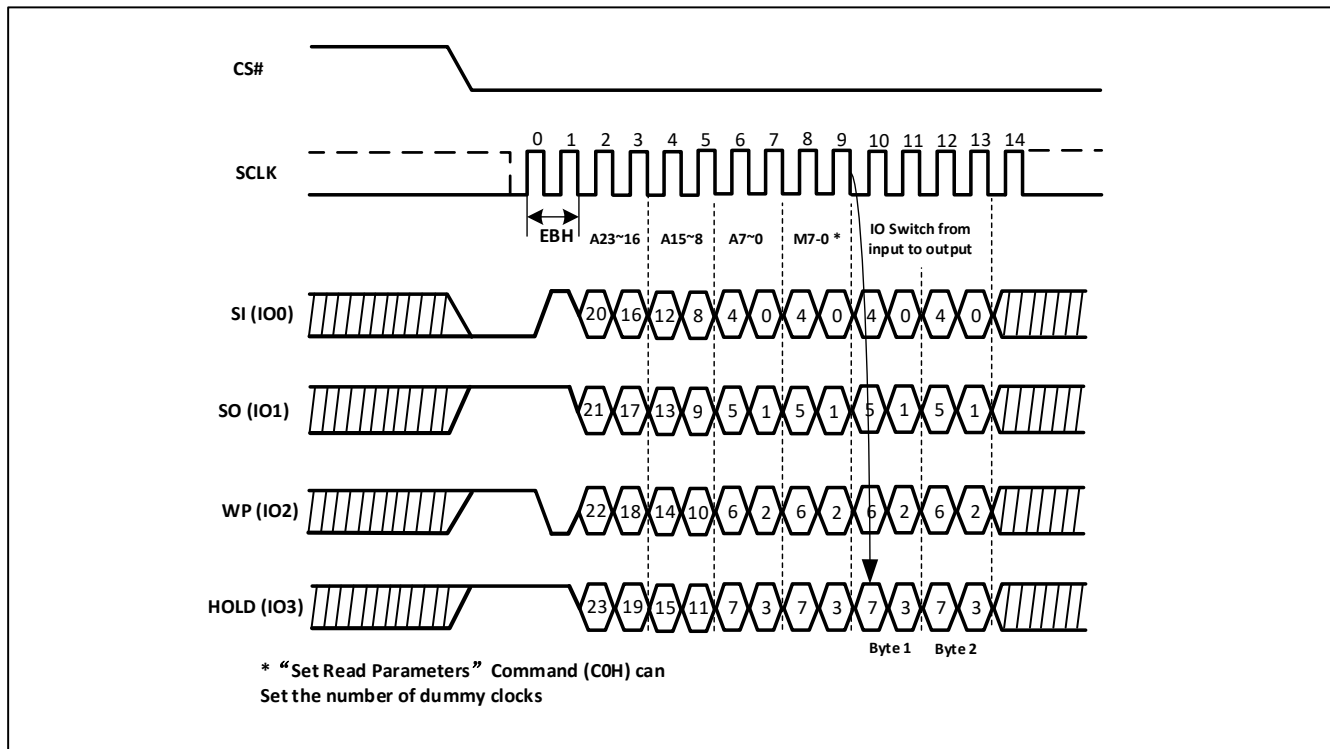 CS#
0 1 2 3 4 5 6 7 8 9 10 11 12 13 14
SCLK
EBH A23~16 A15~8 A7~0 M7-0 * IO Switch from
input to output
SI (IO0) 20 16 12 8 4 0 4 0 4 0 4 0
SO (IO1) 21 17 13 9 5 1 5 1 5 1 5 1
WP (IO2) 22 18 14 10 6 2 6 2 6 2 6 2
HOLD (IO3) 23 19 15 11 7 3 7 3 7 3 7 3
Byte 1 Byte 2
* “Set Read Parameters” Command (C0H) can
Set the number of dummy clocks